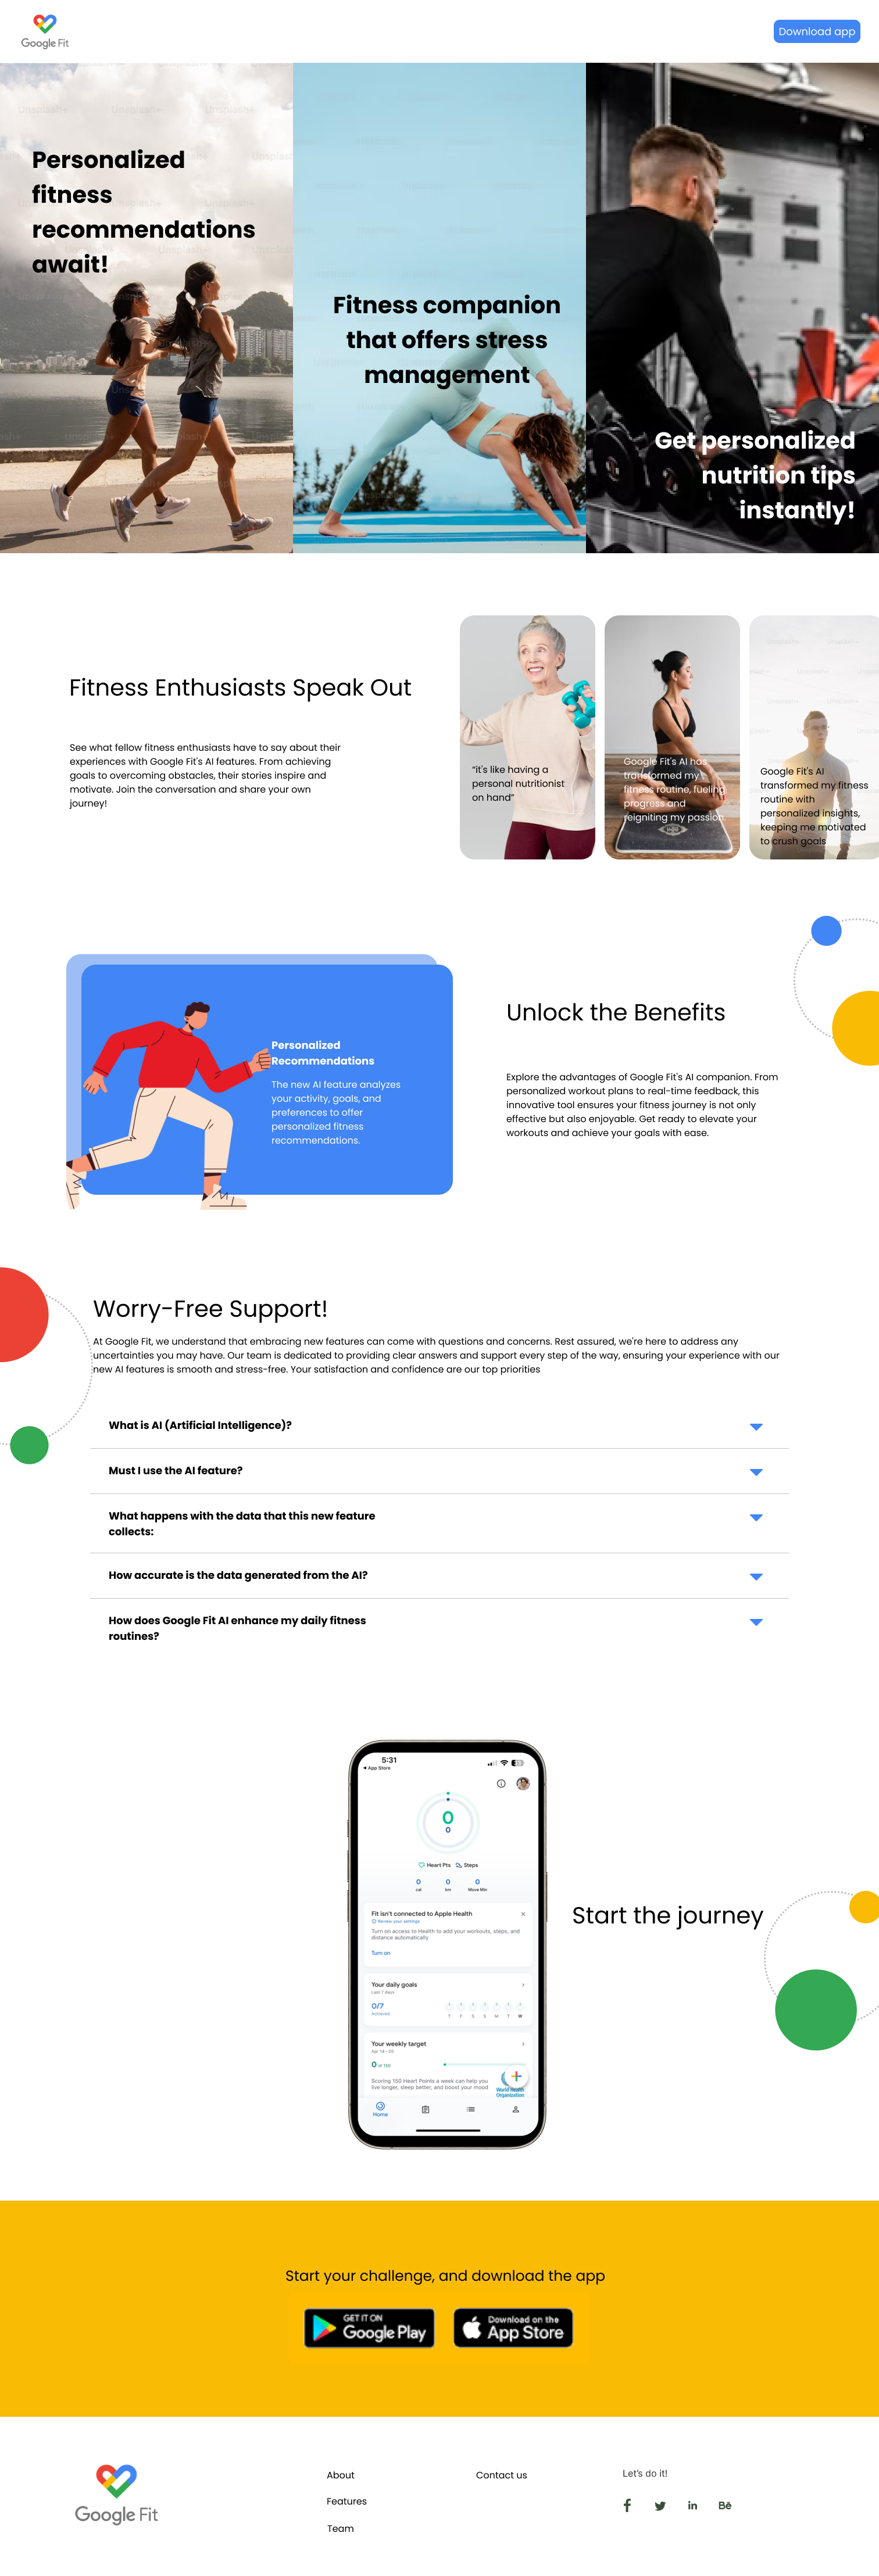 Google Fit
Download app
Personalized
fitness
recommendations
await!
Fitness companion
that offers stress
management
Get personalized
nutrition tips
instantly!
Fitness Enthusiasts Speak Out
See what fellow fitness enthusiasts have to say about their
experiences with Google Fit's AI features. From achieving
goals to overcoming obstacles, their stories inspire and
motivate. Join the conversation and share your own
journey!
“it's like having a
personal nutritionist
on hand”
Google Fit's AI has
transformed my
fitness routine, fueling
progress and
reigniting my passion.
Google Fit's AI
transformed my fitness
routine with
personalized insights,
keeping me motivated
to crush goals
Personalized
Recommendations
The new AI feature analyzes
your activity, goals, and
preferences to offer
personalized fitness
recommendations.
Unlock the Benefits
Explore the advantages of Google Fit's AI companion. From
personalized workout plans to real-time feedback, this
innovative tool ensures your fitness journey is not only
effective but also enjoyable. Get ready to elevate your
workouts and achieve your goals with ease.
Worry-Free Support!
At Google Fit, we understand that embracing new features can come with questions and concerns. Rest assured, we're here to address any
uncertainties you may have. Our team is dedicated to providing clear answers and support every step of the way, ensuring your experience with our
new AI features is smooth and stress-free. Your satisfaction and confidence are our top priorities
What is AI (Artificial Intelligence)?
Must I use the AI feature?
What happens with the data that this new feature
collects:
How accurate is the data generated from the AI?
How does Google Fit AI enhance my daily fitness
routines?
5:31
App Store
0
0
Heart Pts Steps
0 0 0
cal km Move Min
Fit isn't connected to Apple Health
Review your settings
Turn on access to Health to add your workouts, steps, and
distance automatically
Turn on
Your daily goals
Last 7 days
0/7
Achieved
T F S S M T W
Your weekly target
Apr 14 – 20
0 of 150
Scoring 150 Heart Points a week can help you
live longer, sleep better, and boost your mood
World Health
Organization
Home
Start the journey
Start your challenge, and download the app
GET IT ON
Google Play
Download on the
App Store
Google Fit
About
Features
Team
Contact us
Let's do it!